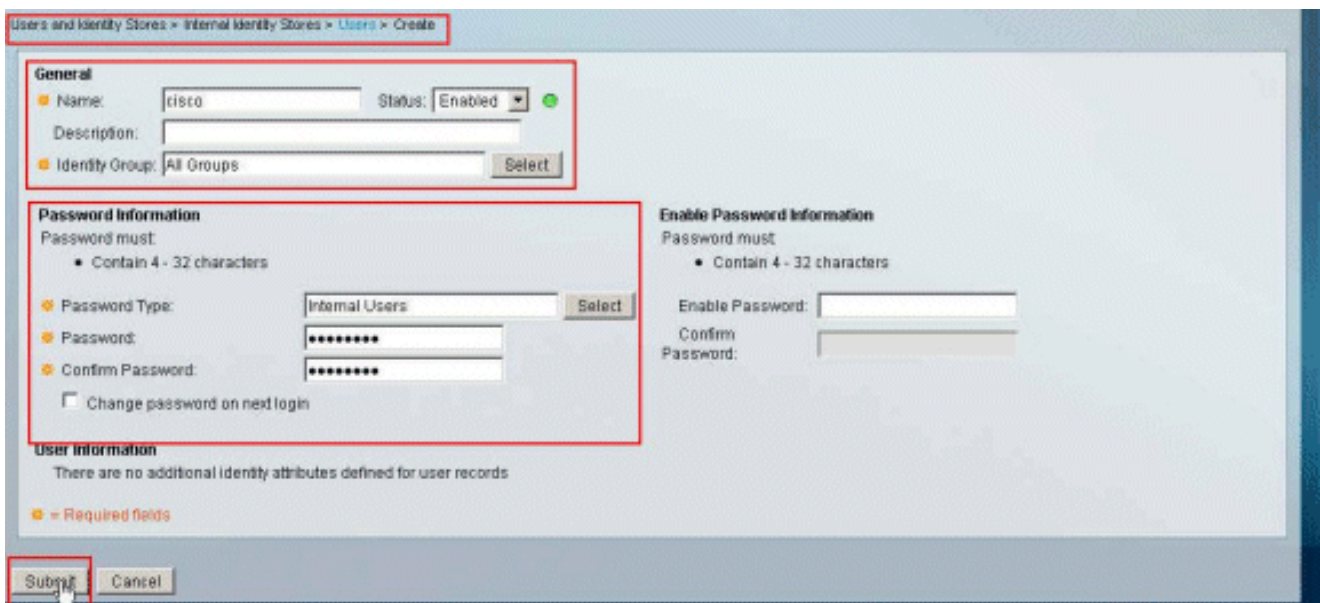 Users and Identity Stores > Internal Identity Stores > Users > Create
General
Name: cisco Status: Enabled
Description:
Identity Group: All Groups Select
Password Information
Password must:
• Contain 4 - 32 characters
Password Type: Internal Users Select
Password: ••••••••
Confirm Password: ••••••••
Change password on next login
Enable Password Information
Password must:
• Contain 4 - 32 characters
Enable Password:
Confirm
Password:
User Information
There are no additional identity attributes defined for user records
= Required fields
Submit Cancel